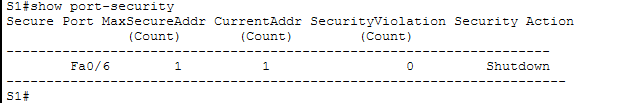 S1#show port-security
Secure Port MaxSecureAddr CurrentAddr SecurityViolation Security Action
(Count) (Count) (Count)
--------------------------------------------------------------------
Fa0/6 1 1 0 Shutdown
----------------------------------------------------------------------
S1#